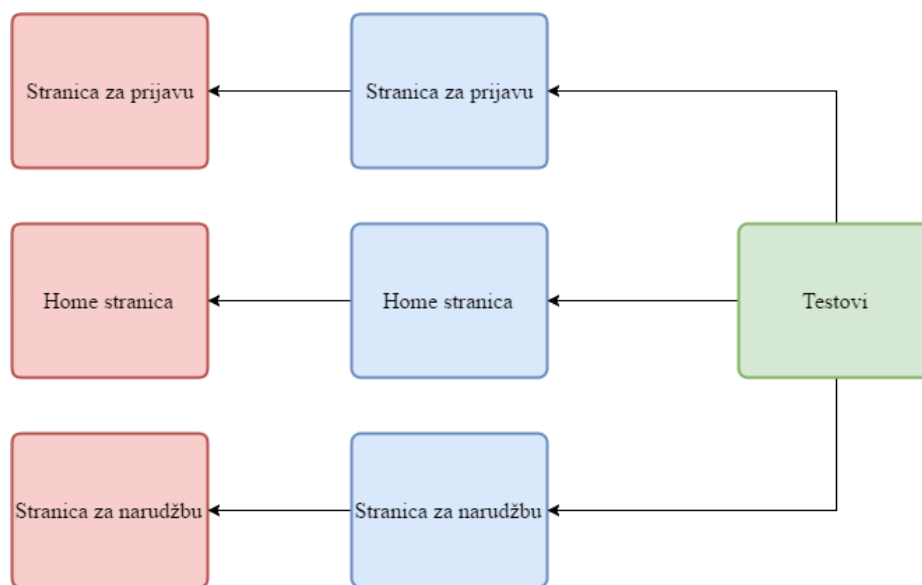 Stranica za prijavu
Stranica za prijavu
Home stranica
Home stranica
Testovi
Stranica za narudžbu
Stranica za narudžbu